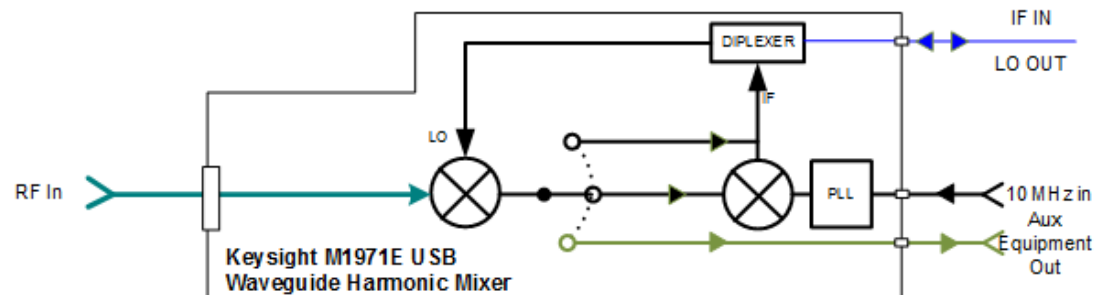 IF IN
DIPLEXER
LO OUT
IF
LO
RF In
PLL
10 MHz in
Aux
Equipment
Out
Keysight M1971E USB
Waveguide Harmonic Mixer